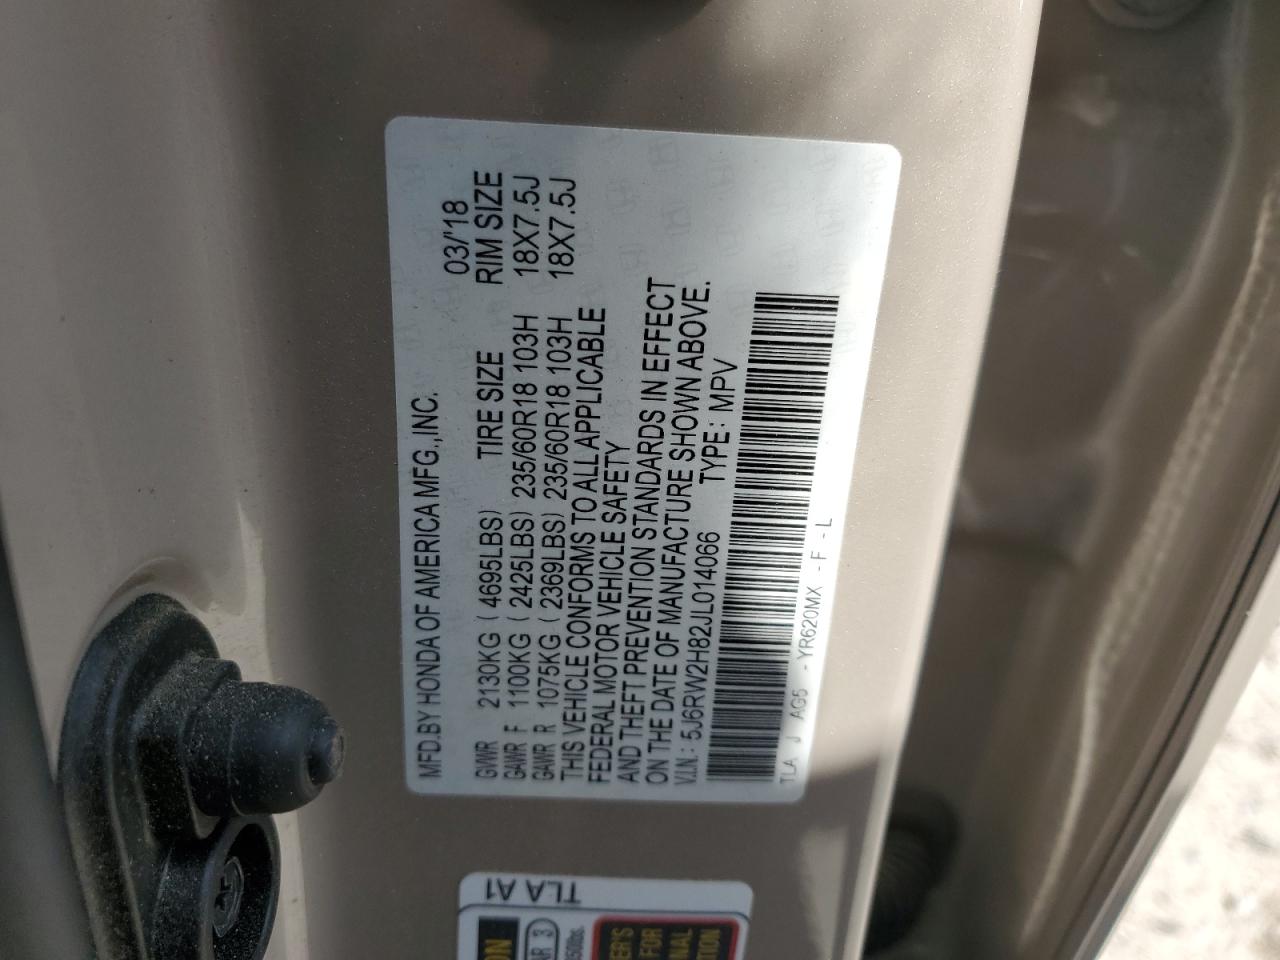 MFD.BY HONDA OF AMERICA MFG.,INC.
03/'18
GVWR 2130KG ( 4695LBS) TIRE SIZE RIM SIZE
GAWR F 1100KG ( 2425LBS) 235/60R18 103H 18X7.5J
GAWR R 1075KG ( 2369LBS) 235/60R18 103H 18X7.5J
THIS VEHICLE CONFORMS TO ALL APPLICABLE
FEDERAL MOTOR VEHICLE SAFETY
AND THEFT PREVENTION STANDARDS IN EFFECT
ON THE DATE OF MANUFACTURE SHOWN ABOVE.
V.I.N.: 5J6RW2H82JL014066 TYPE: MPV
TLA J AG5 - YR620MX - F - L
TLA A1